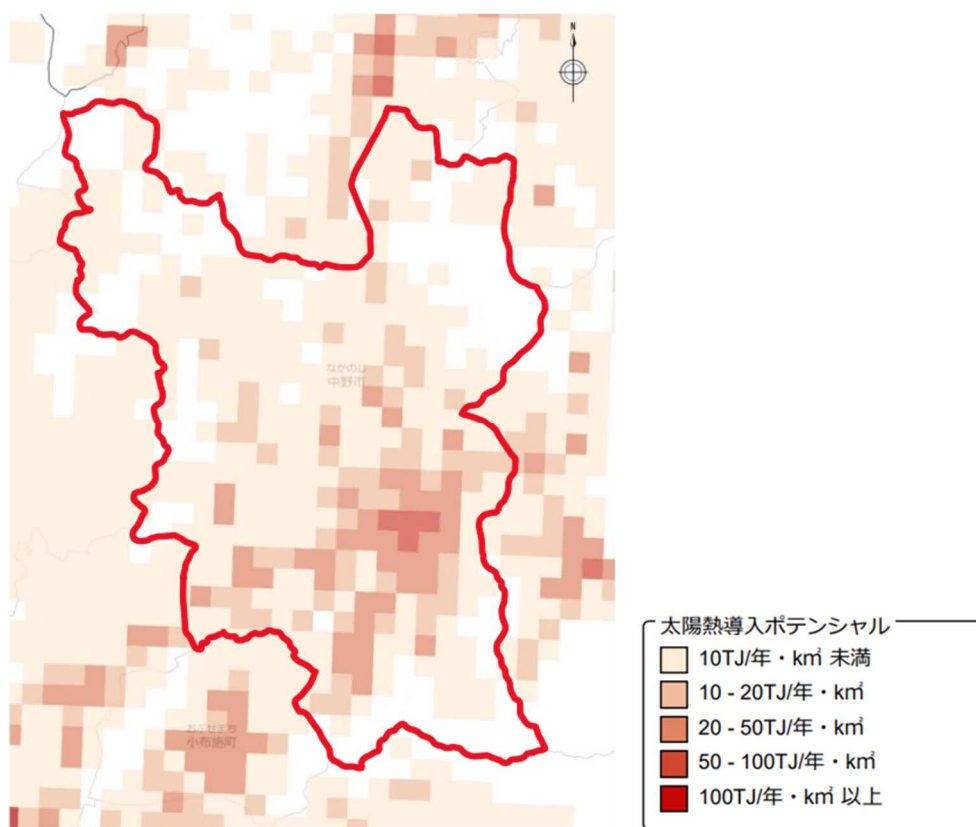 N
なかのし
中野市
おぶせまち
小布施町
太陽熱導入ポテンシャル
10TJ/年・k㎡ 未満
10 - 20TJ/年・k㎡
20 - 50TJ/年・k㎡
50 - 100TJ/年・k㎡
100TJ/年・k㎡ 以上